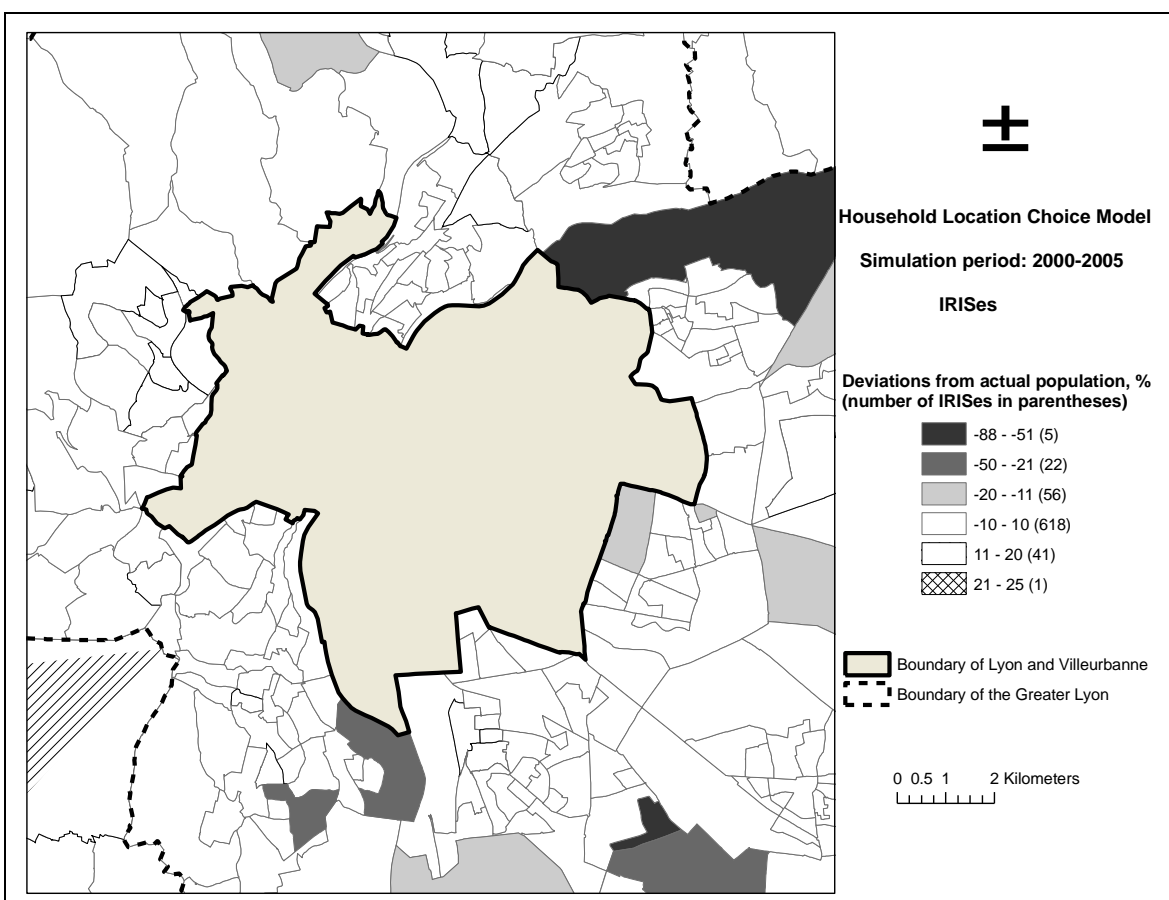 Household Location Choice Model
Simulation period: 2000-2005
IRISes
Deviations from actual population, %
(number of IRISes in parentheses)
-88 - -51 (5)
-50 - -21 (22)
-20 - -11 (56)
-10 - 10 (618)
11 - 20 (41)
21 - 25 (1)
Boundary of Lyon and Villeurbanne
Boundary of the Greater Lyon
0 0.5 1 2 Kilometers